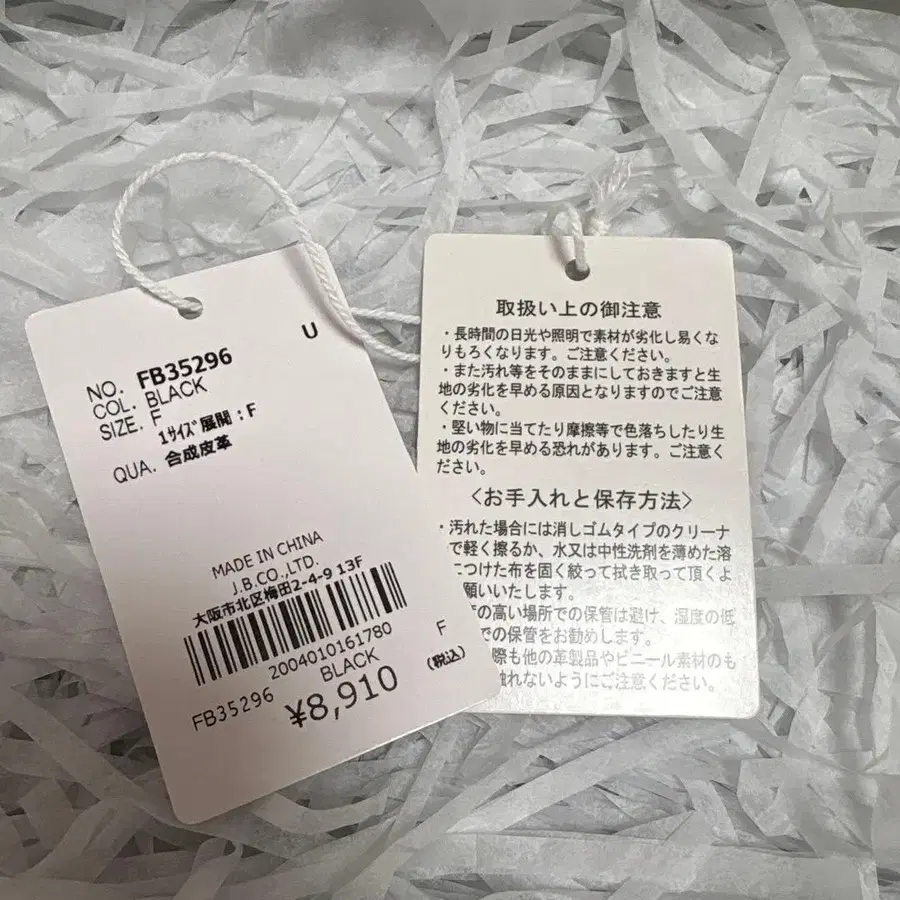 U
NO. FB35296
COL. BLACK
SIZE. F
1サイズ展開:F
QUA. 合成皮革
MADE IN CHINA
J.B.CO.,LTD.
大阪市北区梅田2-4-9 13F
2004010161780
BLACK F
FB35296 ¥8,910 (税込)
取扱い上の御注意
・長時間の日光や照明で素材が劣化し易くな
りもろくなります。ご注意ください。
・また汚れ等をそのままにしておきますと生
地の劣化を早める原因となりますのでご注意
ください。
・堅い物に当てたり摩擦等で色落ちしたり生
地の劣化を早める恐れがあります。ご注意く
ださい。
〈お手入れと保存方法〉
・汚れた場合には消しゴムタイプのクリーナ
で軽く擦るか、水又は中性洗剤を薄めた溶
につけた布を固く絞って拭き取って頂くよ
願いいたします。
の高い場所での保管は避け、湿度の低
での保管をお勧めします。
際も他の革製品やビニール素材のも
触れないようにご注意ください。